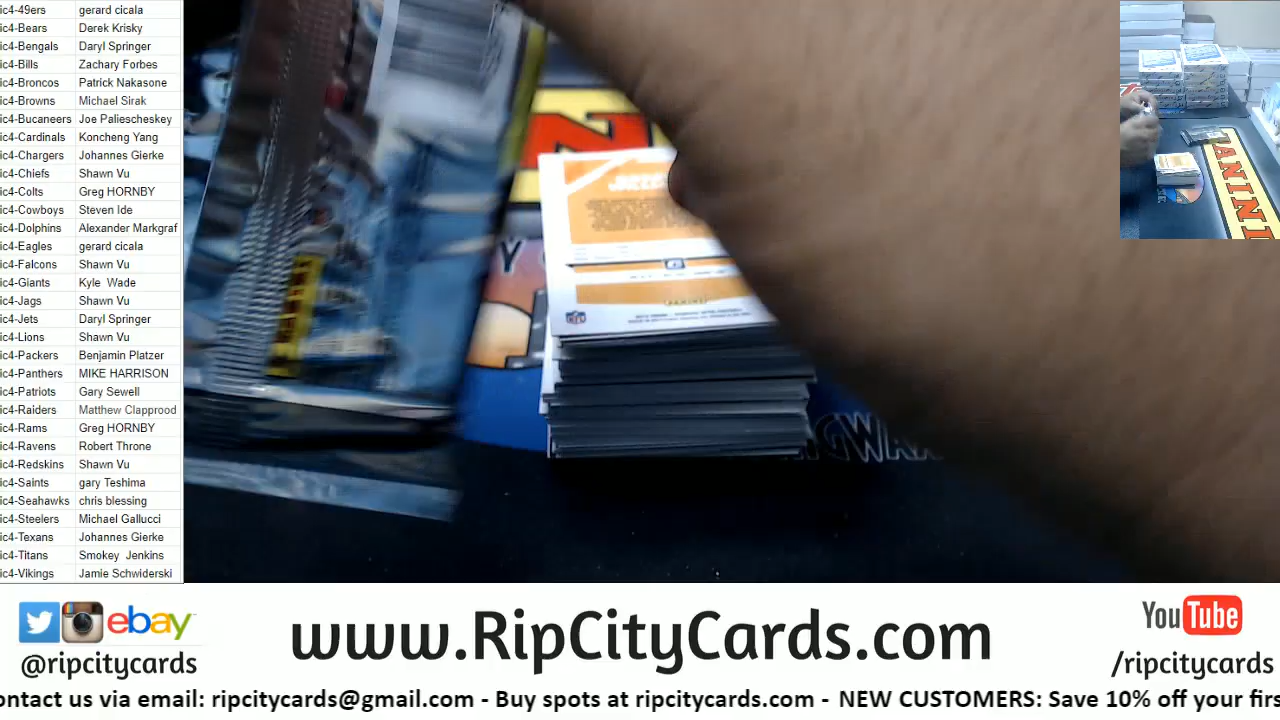 ic4-49ers gerard cicala
ic4-Bears Derek Krisky
ic4-Bengals Daryl Springer
ic4-Bills Zachary Forbes
ic4-Broncos Patrick Nakasone
ic4-Browns Michael Sirak
ic4-Bucaneers Joe Paliescheskey
ic4-Cardinals Koncheng Yang
ic4-Chargers Johannes Gierke
ic4-Chiefs Shawn Vu
ic4-Colts Greg HORNBY
ic4-Cowboys Steven Ide
ic4-Dolphins Alexander Markgraf
ic4-Eagles gerard cicala
ic4-Falcons Shawn Vu
ic4-Giants Kyle Wade
ic4-Jags Shawn Vu
ic4-Jets Daryl Springer
ic4-Lions Shawn Vu
ic4-Packers Benjamin Platzer
ic4-Panthers MIKE HARRISON
ic4-Patriots Gary Sewell
ic4-Raiders Matthew Clapprood
ic4-Rams Greg HORNBY
ic4-Ravens Robert Throne
ic4-Redskins Shawn Vu
ic4-Saints gary Teshima
ic4-Seahawks chris blessing
ic4-Steelers Michael Gallucci
ic4-Texans Johannes Gierke
ic4-Titans Smokey Jenkins
ic4-Vikings Jamie Schwiderski
PANINI
NFL
ebay
@ripcitycards
www.RipCityCards.com
YouTube
/ripcitycards
ontact us via email: ripcitycards@gmail.com - Buy spots at ripcitycards.com - NEW CUSTOMERS: Save 10% off your firs